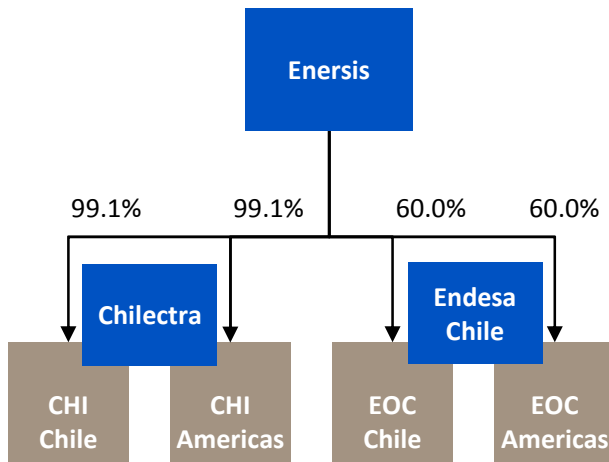 Enersis
99.1%
99.1%
60.0%
60.0%
Chilectra
Endesa
Chile
CHI
Chile
CHI
Americas
EOC
Chile
EOC
Americas